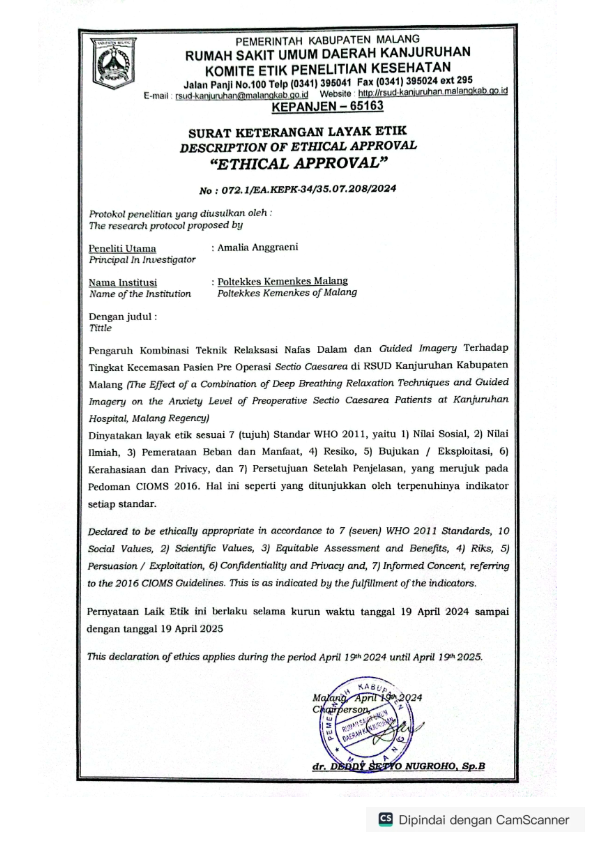 PEMERINTAH KABUPATEN MALANG
RUMAH SAKIT UMUM DAERAH KANJURUHAN
KOMITE ETIK PENELITIAN KESEHATAN
Jalan Panji No.100 Telp (0341) 395041 Fax (0341) 395024 ext 295
E-mail : rsud-kanjuruhan@malangkab.go.id Website : http://rsud-kanjuruhan.malangkab.go.id
KEPANJEN – 65163
SURAT KETERANGAN LAYAK ETIK
DESCRIPTION OF ETHICAL APPROVAL
"ETHICAL APPROVAL"
No : 072.1/EA.KEPK-34/35.07.208/2024
Protokol penelitian yang diusulkan oleh :
The research protocol proposed by
Peneliti Utama : Amalia Anggraeni
Principal In Investigator
Nama Institusi : Poltekkes Kemenkes Malang
Name of the Institution Poltekkes Kemenkes of Malang
Dengan judul :
Tittle
Pengaruh Kombinasi Teknik Relaksasi Nafas Dalam dan Guided Imagery Terhadap
Tingkat Kecemasan Pasien Pre Operasi Sectio Caesarea di RSUD Kanjuruhan Kabupaten
Malang (The Effect of a Combination of Deep Breathing Relaxation Techniques and Guided
Imagery on the Anxiety Level of Preoperative Sectio Caesarea Patients at Kanjuruhan
Hospital, Malang Regency)
Dinyatakan layak etik sesuai 7 (tujuh) Standar WHO 2011, yaitu 1) Nilai Sosial, 2) Nilai
Ilmiah, 3) Pemerataan Beban dan Manfaat, 4) Resiko, 5) Bujukan / Eksploitasi, 6)
Kerahasiaan dan Privacy, dan 7) Persetujuan Setelah Penjelasan, yang merujuk pada
Pedoman CIOMS 2016. Hal ini seperti yang ditunjukkan oleh terpenuhinya indikator
setiap standar.
Declared to be ethically appropriate in accordance to 7 (seven) WHO 2011 Standards, 10
Social Values, 2) Scientific Values, 3) Equitable Assessment and Benefits, 4) Riks, 5)
Persuasion / Exploitation, 6) Confidentiality and Privacy and, 7) Informed Concent, referring
to the 2016 CIOMS Guidelines. This is as indicated by the fulfillment of the indicators.
Pernyataan Laik Etik ini berlaku selama kurun waktu tanggal 19 April 2024 sampai
dengan tanggal 19 April 2025
This declaration of ethics applies during the period April 19th 2024 until April 19th 2025.
Malang, April 19th 2024
Chairperson,
PEMERINTAH KABUPATEN
RUMAH SAKIT UMUM
DAERAH KANJURUHAN
MALANG
dr. DEDDY SETYO NUGROHO, Sp.B
CS Dipindai dengan CamScanner